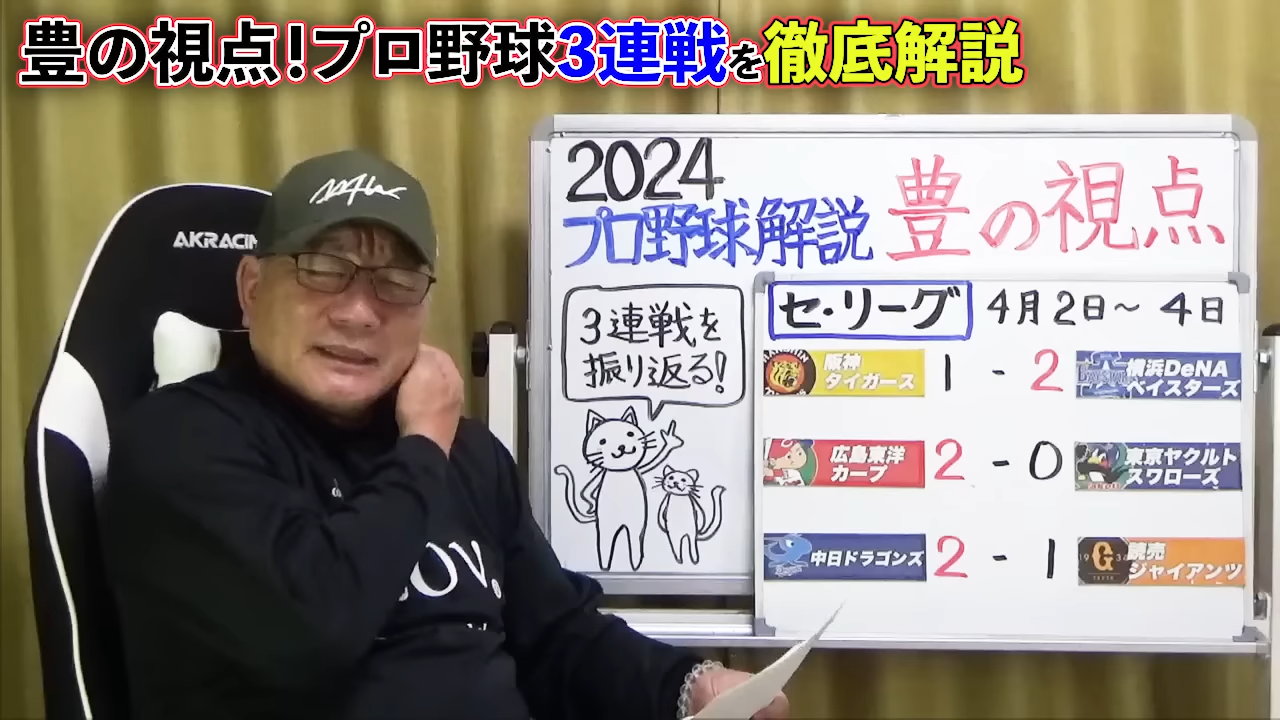 豊の視点！プロ野球3連戦を徹底解説
AKRACIN
2024
プロ野球解説 豊の視点
3連戦を
振り返る！
セ・リーグ 4月2日～4日
阪神
タイガース
1 - 2
横浜DeNA
ベイスターズ
広島東洋
カープ
2 - 0
東京ヤクルト
スワローズ
中日ドラゴンズ
2 - 1
G
読売
ジャイアンツ
OV.